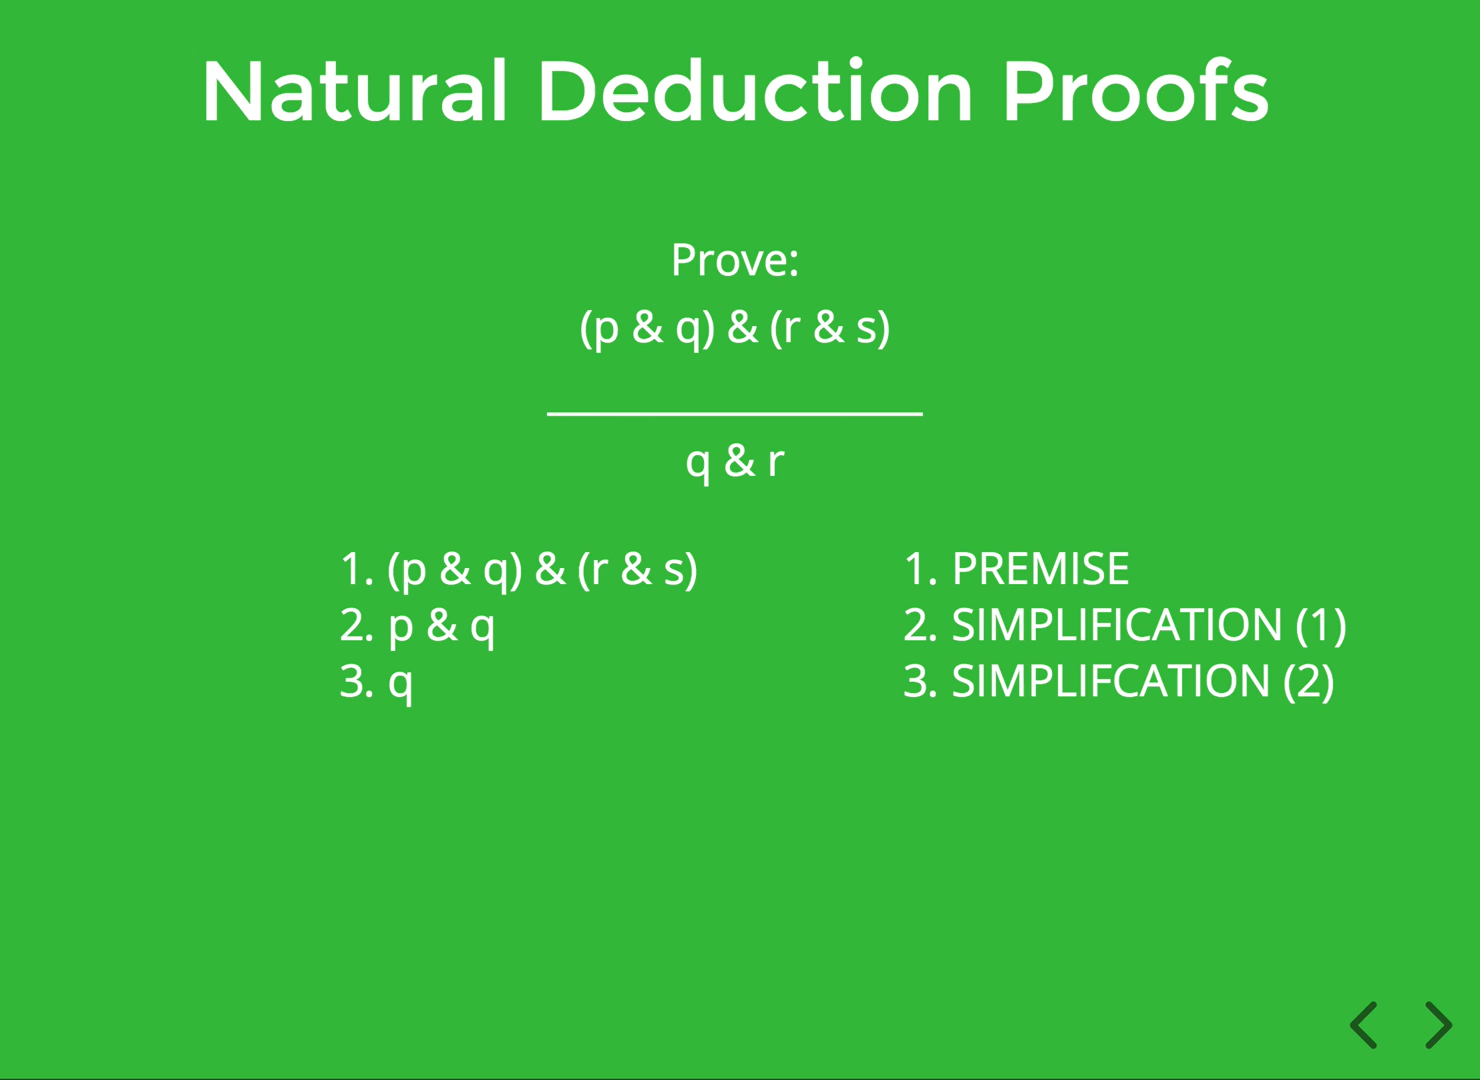 Natural Deduction Proofs
Prove:
(p & q) & (r & s)
q & r
1. (p & q) & (r & s)
2. p & q
3. q
1. PREMISE
2. SIMPLIFICATION (1)
3. SIMPLIFCATION (2)